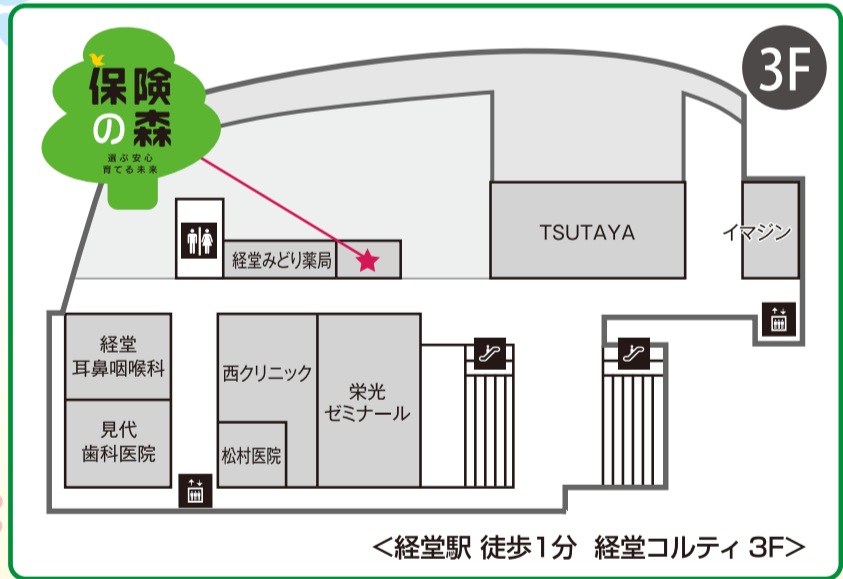 3F
保険
の森
選ぶ安心
育てる未来
経堂みどり薬局
TSUTAYA
イマジン
経堂
耳鼻咽喉科
西クリニック
栄光
ゼミナール
見代
歯科医院
松村医院
＜経堂駅 徒歩1分 経堂コルティ 3F＞